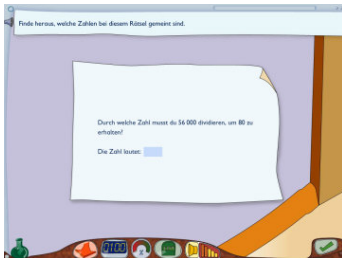 Finde heraus, welche Zahlen bei diesem Rätsel gemeint sind.
Durch welche Zahl musst du 56 000 dividieren, um 80 zu
erhalten?
Die Zahl lautet: